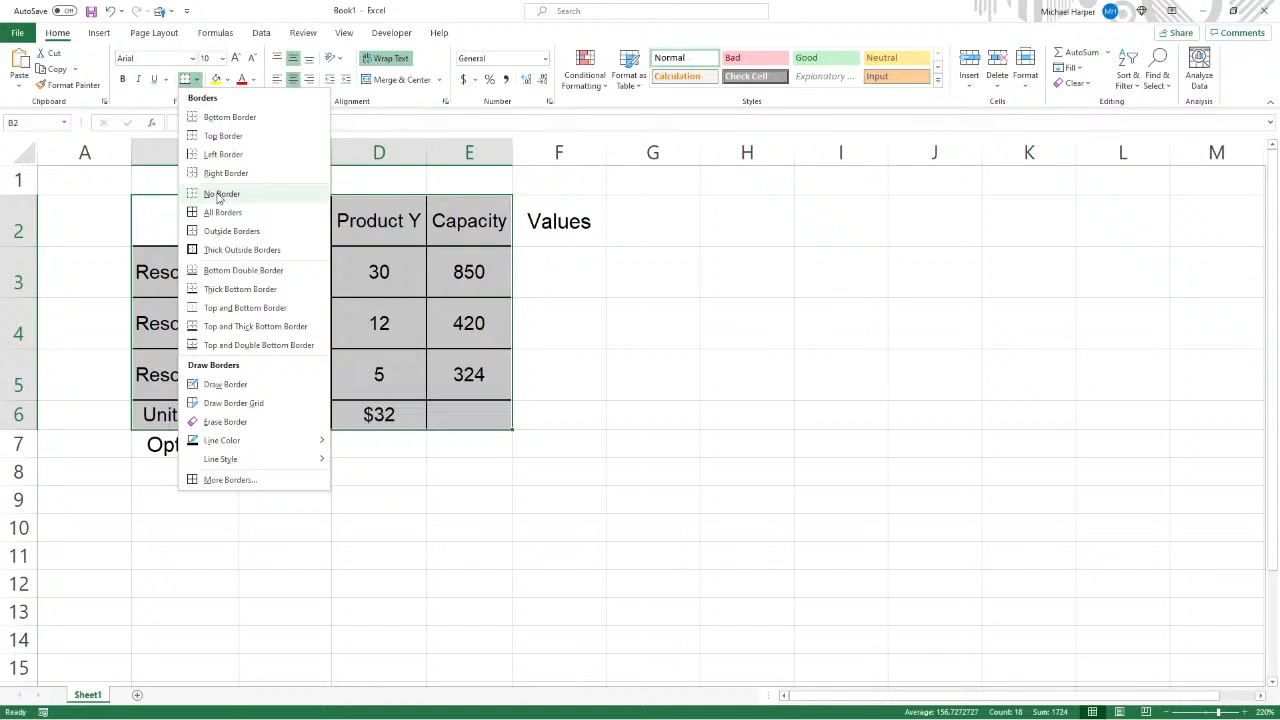 AutoSave Off Book1 - Excel Search Michael Harper MH
File Home Insert Page Layout Formulas Data Review View Developer Help Share Comments
Paste Cut Copy Format Painter Clipboard
Arial 10 B I U
Wrap Text Merge & Center Alignment
General $ % , Number
Conditional Formatting Format as Table Normal Bad Good Neutral Calculation Check Cell Explanatory ... Input Styles
Insert Delete Format Cells
AutoSum Fill Clear Sort & Filter Find & Select Editing
Analyze Data Analysis
B2 fx
Borders
Bottom Border
Top Border
Left Border
Right Border
No Border
All Borders
Outside Borders
Thick Outside Borders
Bottom Double Border
Thick Bottom Border
Top and Bottom Border
Top and Thick Bottom Border
Top and Double Bottom Border
Draw Borders
Draw Border
Draw Border Grid
Erase Border
Line Color
Line Style
More Borders...
A D E F G H I J K L M
1
2 Product Y Capacity Values
3 Reso 30 850
4 Reso 12 420
5 Reso 5 324
6 Unit $32
7 Opt
8
9
10
11
12
13
14
15
Sheet1
Ready Average: 156.7272727 Count: 18 Sum: 1724 220%